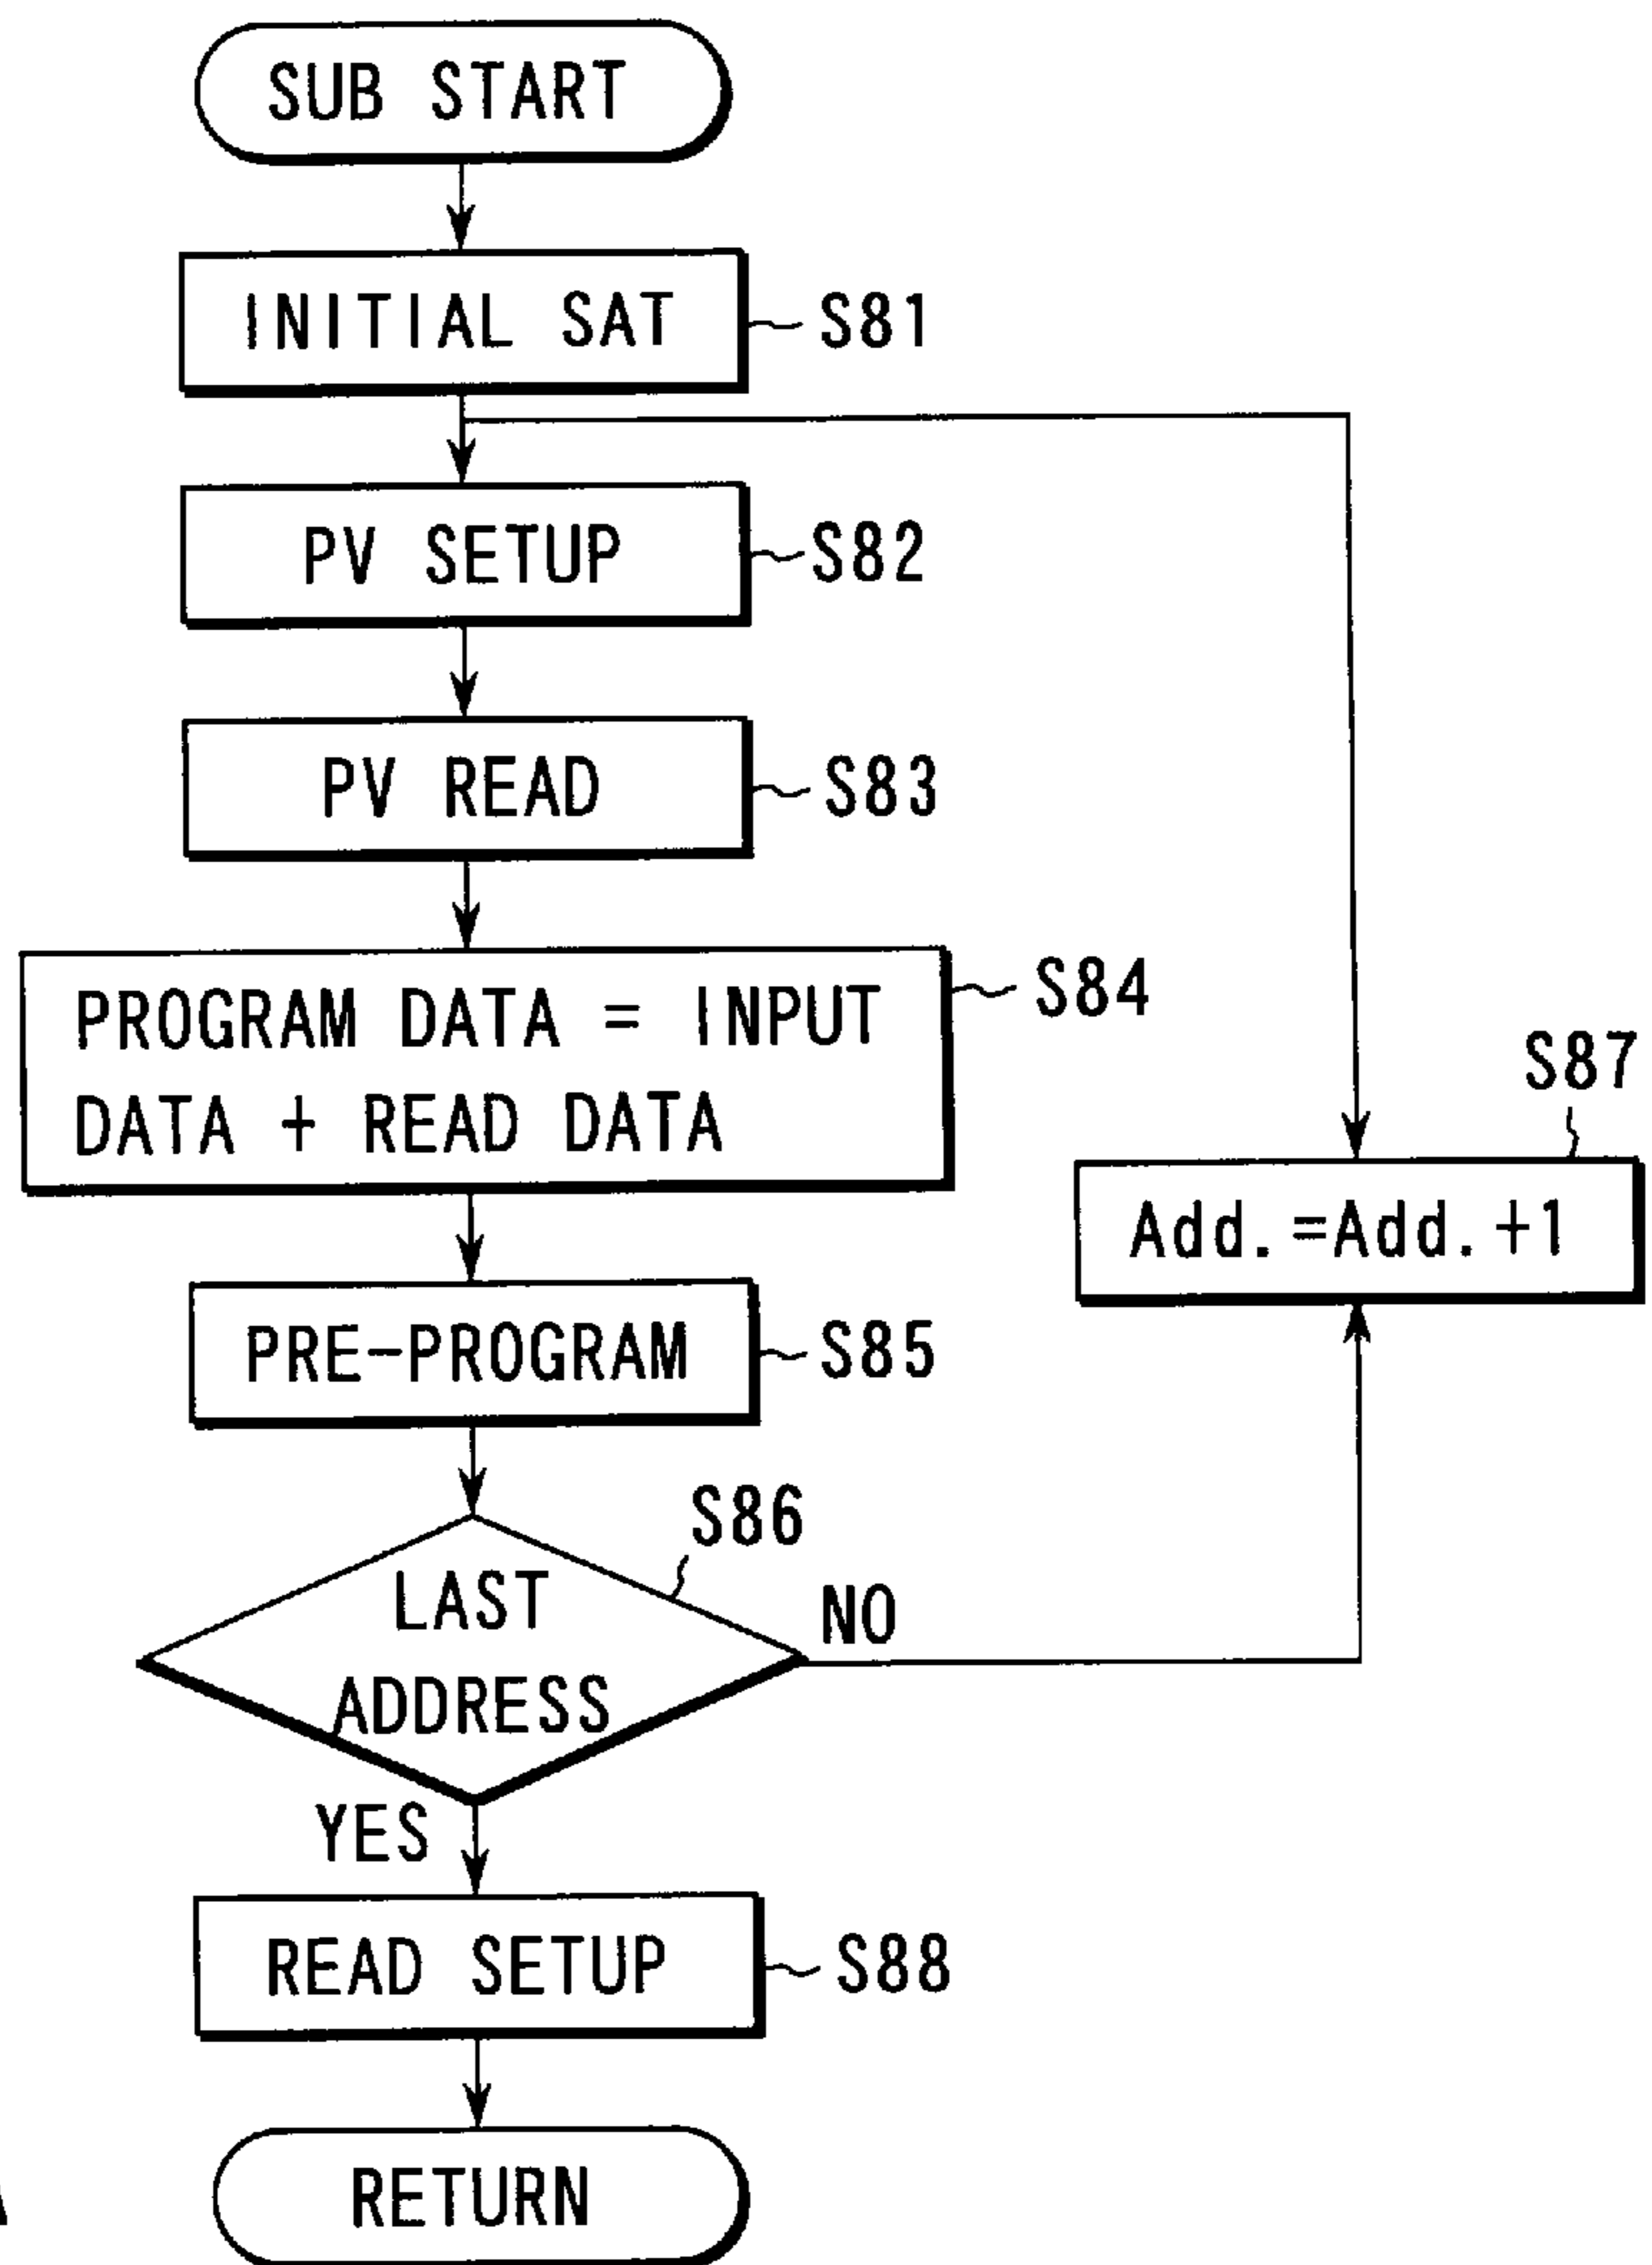 SUB START
INITIAL SAT
S81
PV SETUP
S82
PV READ
S83
PROGRAM DATA = INPUT
DATA + READ DATA
S84
S87
Add.=Add.+1
PRE-PROGRAM
S85
S86
LAST
ADDRESS
NO
YES
READ SETUP
S88
RETURN